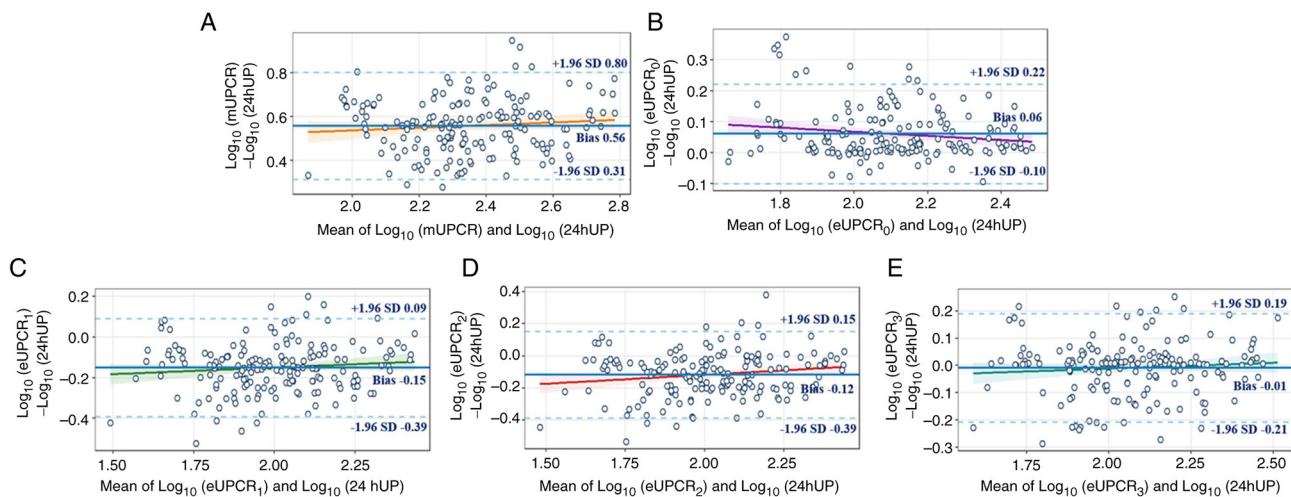 A
Log10 (mUPCR)
–Log10 (24hUP)
0.8
0.6
0.4
+1.96 SD 0.80
Bias 0.56
-1.96 SD 0.31
2.0 2.2 2.4 2.6 2.8
Mean of Log10 (mUPCR) and Log10 (24hUP)
B
Log10 (eUPCR0)
–Log10 (24hUP)
0.3
0.2
0.1
0.0
–0.1
+1.96 SD 0.22
Bias 0.06
-1.96 SD -0.10
1.8 2.0 2.2 2.4
Mean of Log10 (eUPCR0) and Log10 (24hUP)
C
Log10 (eUPCR1)
–Log10 (24hUP)
0.2
0.0
–0.2
–0.4
+1.96 SD 0.09
Bias -0.15
-1.96 SD -0.39
1.50 1.75 2.00 2.25
Mean of Log10 (eUPCR1) and Log10 (24 hUP)
D
Log10 (eUPCR2)
–Log10 (24hUP)
0.4
0.2
0.0
–0.2
–0.4
+1.96 SD 0.15
Bias -0.12
-1.96 SD -0.39
1.50 1.75 2.00 2.25
Mean of Log10 (eUPCR2) and Log10 (24hUP)
E
Log10 (eUPCR3)
–Log10 (24hUP)
0.2
0.1
0.0
–0.1
–0.2
–0.3
+1.96 SD 0.19
Bias -0.01
-1.96 SD -0.21
1.75 2.00 2.25 2.50
Mean of Log10 (eUPCR3) and Log10 (24hUP)